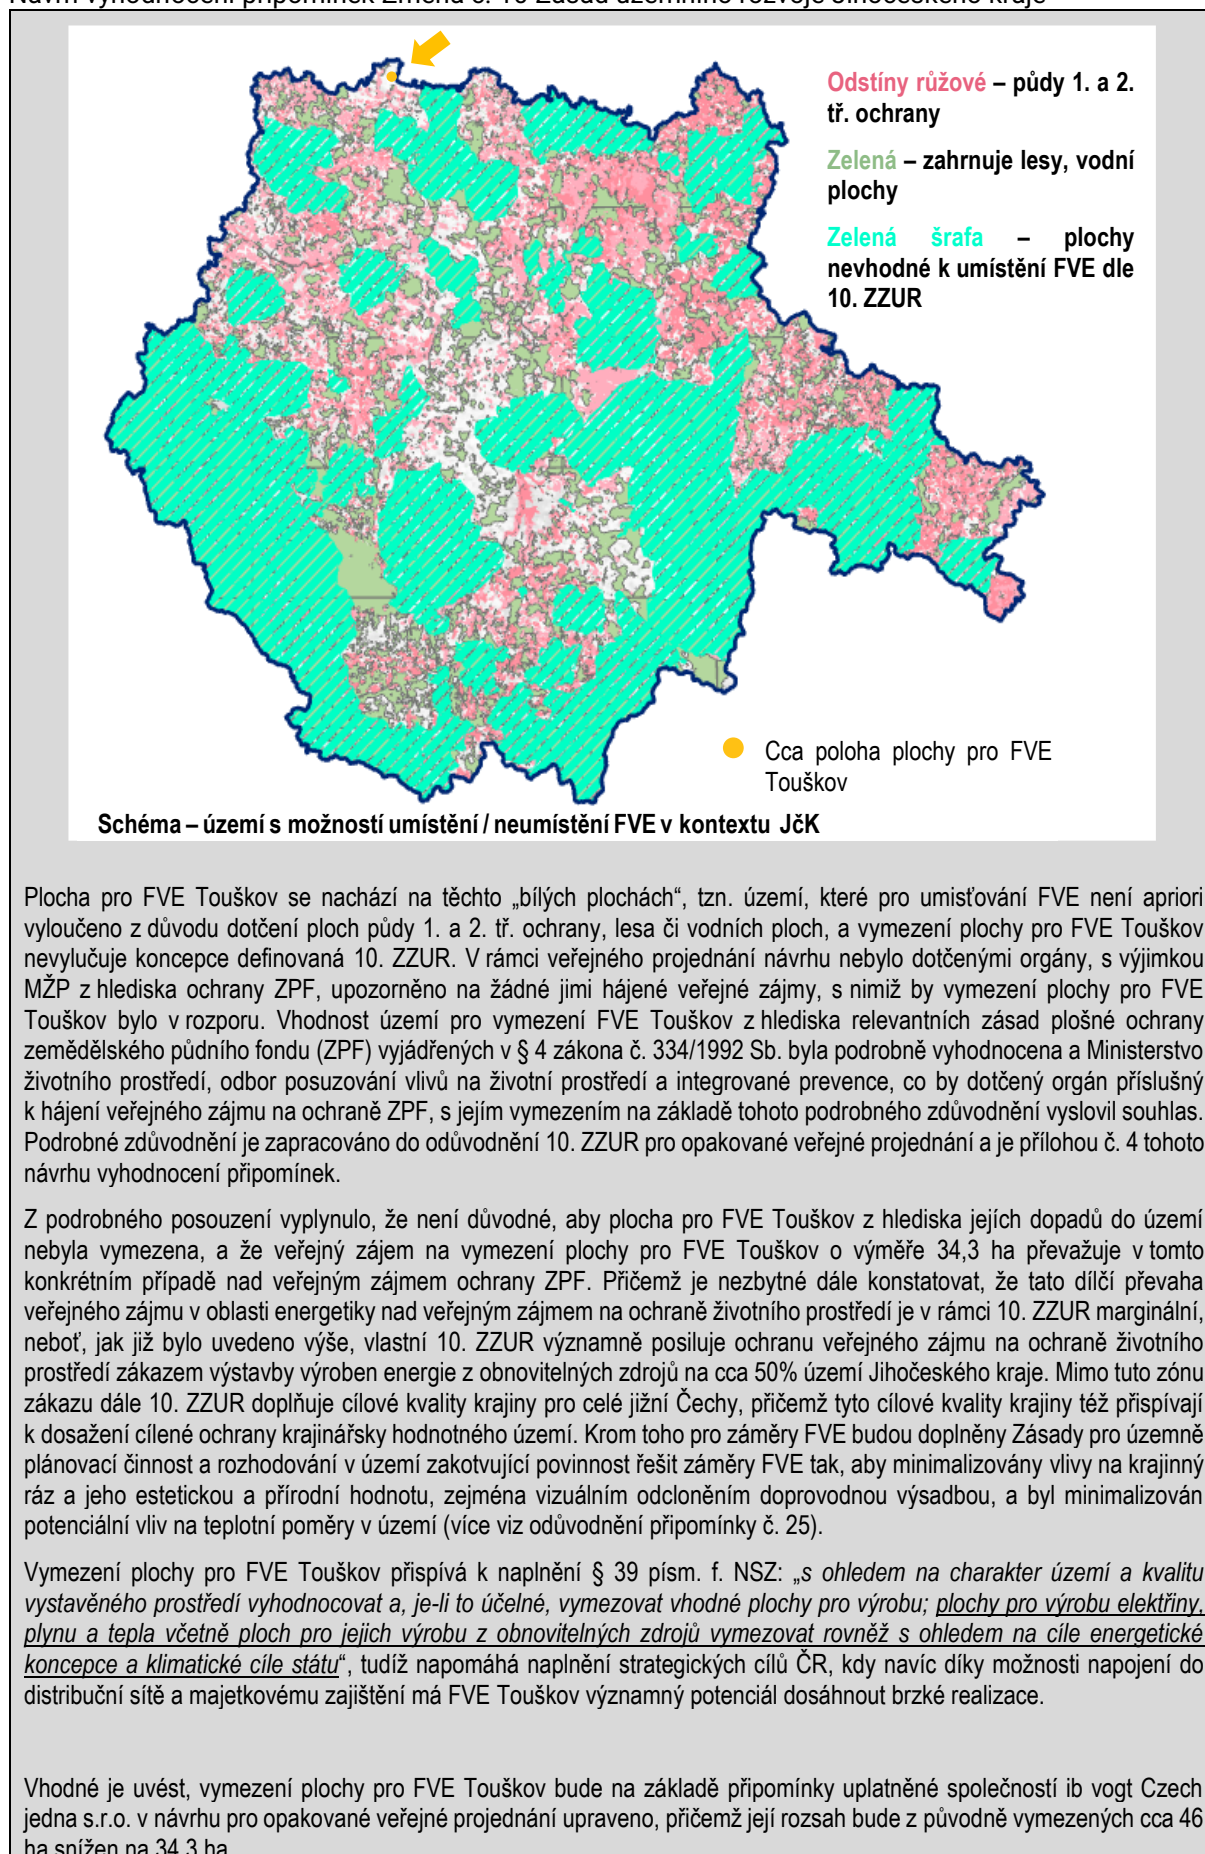 Návrh vyhodnocení připomínek Změna č. 10 Zásad územního rozvoje Jihočeského kraje
Odstíny růžové – půdy 1. a 2.
tř. ochrany
Zelená – zahrnuje lesy, vodní
plochy
Zelená šrafa – plochy
nevhodné k umístění FVE dle
10. ZZUR
Cca poloha plochy pro FVE
Touškov
Schéma – území s možností umístění / neumístění FVE v kontextu JčK
Plocha pro FVE Touškov se nachází na těchto „bílých plochách“, tzn. území, které pro umisťování FVE není apriori
vyloučeno z důvodu dotčení ploch půdy 1. a 2. tř. ochrany, lesa či vodních ploch, a vymezení plochy pro FVE Touškov
nevylučuje koncepce definovaná 10. ZZUR. V rámci veřejného projednání návrhu nebylo dotčenými orgány, s výjimkou
MŽP z hlediska ochrany ZPF, upozorněno na žádné jimi hájené veřejné zájmy, s nimiž by vymezení plochy pro FVE
Touškov bylo v rozporu. Vhodnost území pro vymezení FVE Touškov z hlediska relevantních zásad plošné ochrany
zemědělského půdního fondu (ZPF) vyjádřených v § 4 zákona č. 334/1992 Sb. byla podrobně vyhodnocena a Ministerstvo
životního prostředí, odbor posuzování vlivů na životní prostředí a integrované prevence, co by dotčený orgán příslušný
k hájení veřejného zájmu na ochraně ZPF, s jejím vymezením na základě tohoto podrobného zdůvodnění vyslovil souhlas.
Podrobné zdůvodnění je zapracováno do odůvodnění 10. ZZUR pro opakované veřejné projednání a je přílohou č. 4 tohoto
návrhu vyhodnocení připomínek.
Z podrobného posouzení vyplynulo, že není důvodné, aby plocha pro FVE Touškov z hlediska jejích dopadů do území
nebyla vymezena, a že veřejný zájem na vymezení plochy pro FVE Touškov o výměře 34,3 ha převažuje v tomto
konkrétním případě nad veřejným zájmem ochrany ZPF. Přičemž je nezbytné dále konstatovat, že tato dílčí převaha
veřejného zájmu v oblasti energetiky nad veřejným zájmem na ochraně životního prostředí je v rámci 10. ZZUR marginální,
neboť, jak již bylo uvedeno výše, vlastní 10. ZZUR významně posiluje ochranu veřejného zájmu na ochraně životního
prostředí zákazem výstavby výroben energie z obnovitelných zdrojů na cca 50% území Jihočeského kraje. Mimo tuto zónu
zákazu dále 10. ZZUR doplňuje cílové kvality krajiny pro celé jižní Čechy, přičemž tyto cílové kvality krajiny též přispívají
k dosažení cílené ochrany krajinářsky hodnotného území. Krom toho pro záměry FVE budou doplněny Zásady pro územně
plánovací činnost a rozhodování v území zakotvující povinnost řešit záměry FVE tak, aby minimalizovány vlivy na krajinný
ráz a jeho estetickou a přírodní hodnotu, zejména vizuálním odcloněním doprovodnou výsadbou, a byl minimalizován
potenciální vliv na teplotní poměry v území (více viz odůvodnění připomínky č. 25).
Vymezení plochy pro FVE Touškov přispívá k naplnění § 39 písm. f. NSZ: „s ohledem na charakter území a kvalitu
vystavěného prostředí vyhodnocovat a, je-li to účelné, vymezovat vhodné plochy pro výrobu; plochy pro výrobu elektřiny,
plynu a tepla včetně ploch pro jejich výrobu z obnovitelných zdrojů vymezovat rovněž s ohledem na cíle energetické
koncepce a klimatické cíle státu“, tudíž napomáhá naplnění strategických cílů ČR, kdy navíc díky možnosti napojení do
distribuční sítě a majetkovému zajištění má FVE Touškov významný potenciál dosáhnout brzké realizace.
Vhodné je uvést, vymezení plochy pro FVE Touškov bude na základě připomínky uplatněné společností ib vogt Czech
jedna s.r.o. v návrhu pro opakované veřejné projednání upraveno, přičemž její rozsah bude z původně vymezených cca 46
ha snížen na 34,3 ha